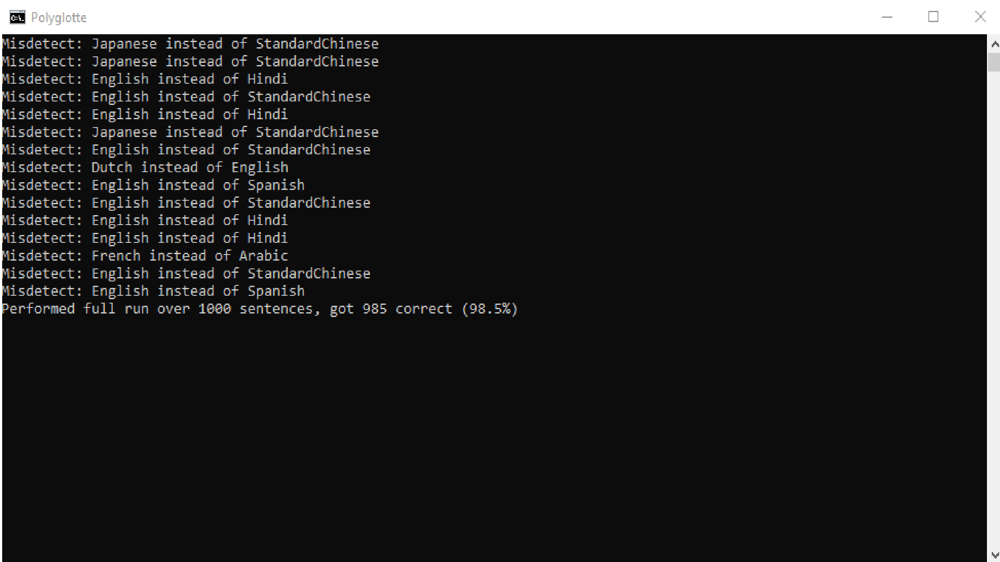 Polyglotte
Misdetect: Japanese instead of StandardChinese
Misdetect: Japanese instead of StandardChinese
Misdetect: English instead of Hindi
Misdetect: English instead of StandardChinese
Misdetect: English instead of Hindi
Misdetect: Japanese instead of StandardChinese
Misdetect: English instead of StandardChinese
Misdetect: Dutch instead of English
Misdetect: English instead of Spanish
Misdetect: English instead of StandardChinese
Misdetect: English instead of Hindi
Misdetect: English instead of Hindi
Misdetect: French instead of Arabic
Misdetect: English instead of StandardChinese
Misdetect: English instead of Spanish
Performed full run over 1000 sentences, got 985 correct (98.5%)